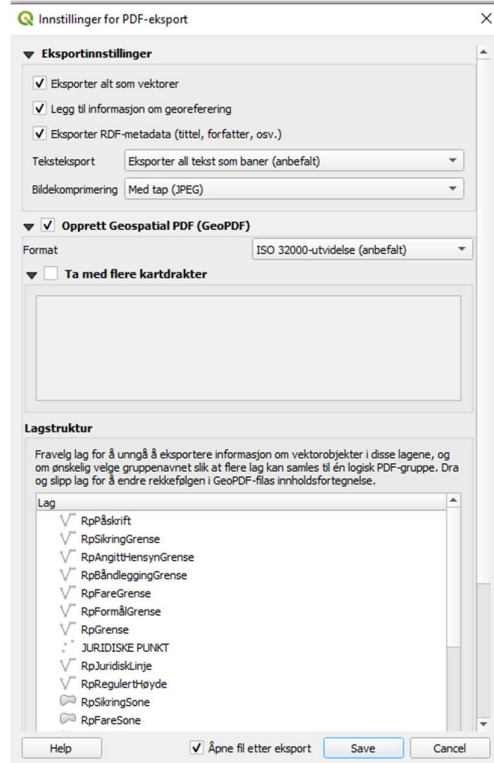 Innstillinger for PDF-eksport
Eksportinnstillinger
Eksporter alt som vektorer
Legg til informasjon om georeferering
Eksporter RDF-metadata (tittel, forfatter, osv.)
Teksteksport Eksporter all tekst som baner (anbefalt)
Bildekomprimering Med tap (JPEG)
Opprett Geospatial PDF (GeoPDF)
Format ISO 32000-utvidelse (anbefalt)
Ta med flere kartdrakter
Lagstruktur
Fravelg lag for å unngå å eksportere informasjon om vektorobjekter i disse lagene, og
om ønskelig velge gruppenavnet slik at flere lag kan samles til én logisk PDF-gruppe. Dra
og slipp lag for å endre rekkefølgen i GeoPDF-filas innholdsfortegnelse.
Lag
RpPåskrift
RpSikringGrense
RpAngittHensynGrense
RpBåndleggingGrense
RpFareGrense
RpFormålGrense
RpGrense
JURIDISKE PUNKT
RpJuridiskLinje
RpRegulertHøyde
RpSikringSone
RpFareSone
Help Åpne fil etter eksport Save Cancel